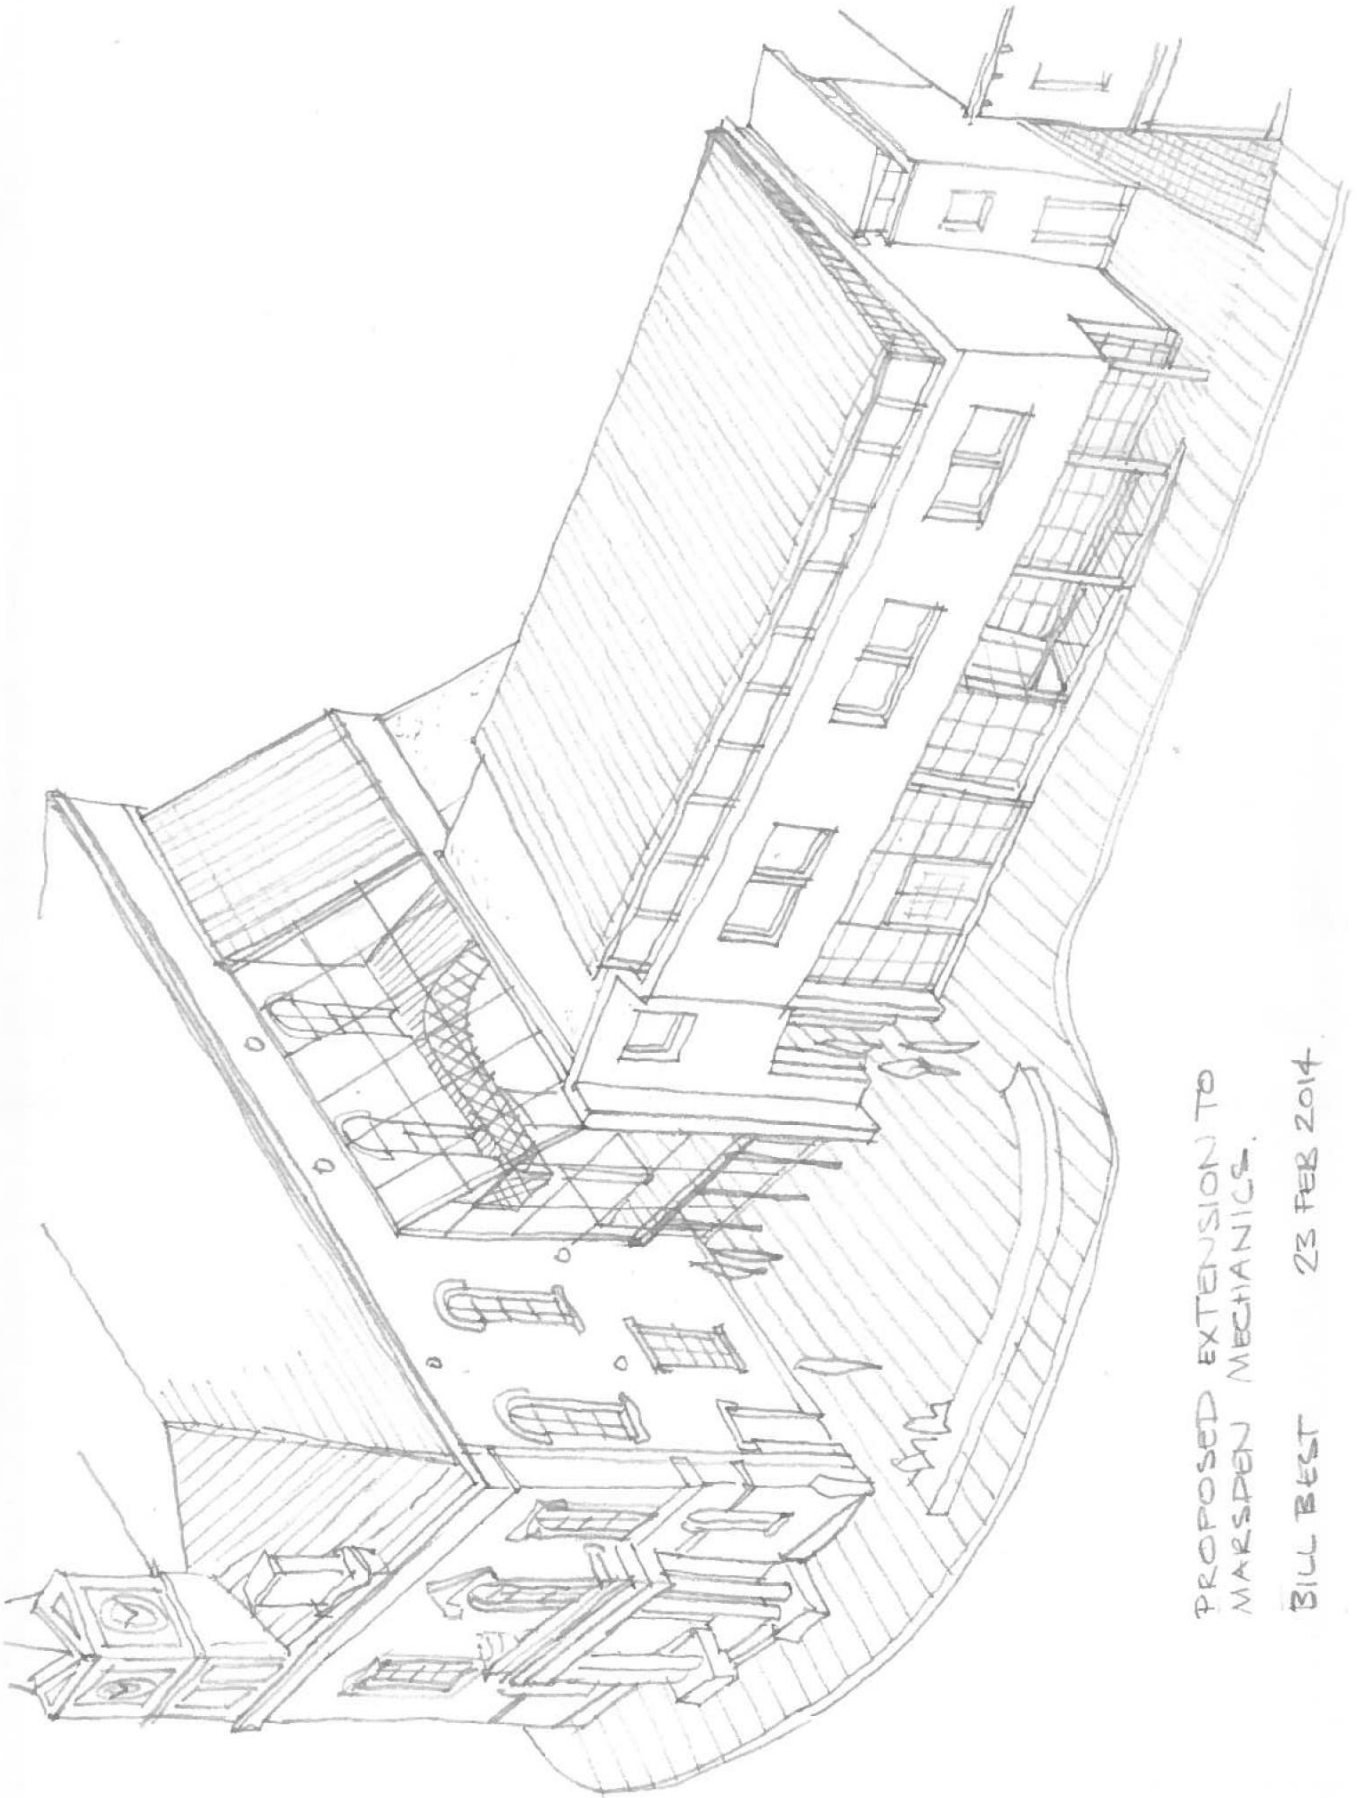 PROPOSED EXTENSION TO
MARSDEN MECHANICS.
BILL BEST 23 FEB 2014.